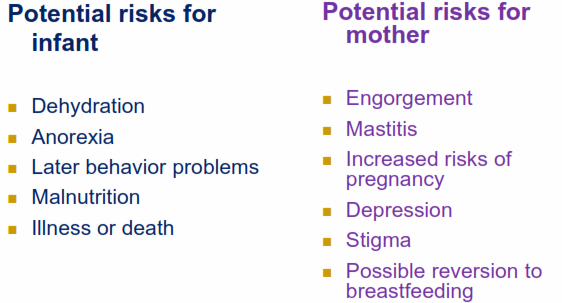 Potential risks for
infant
■ Dehydration
■ Anorexia
■ Later behavior problems
■ Malnutrition
■ Illness or death
Potential risks for
mother
■ Engorgement
■ Mastitis
■ Increased risks of
pregnancy
■ Depression
■ Stigma
■ Possible reversion to
breastfeeding